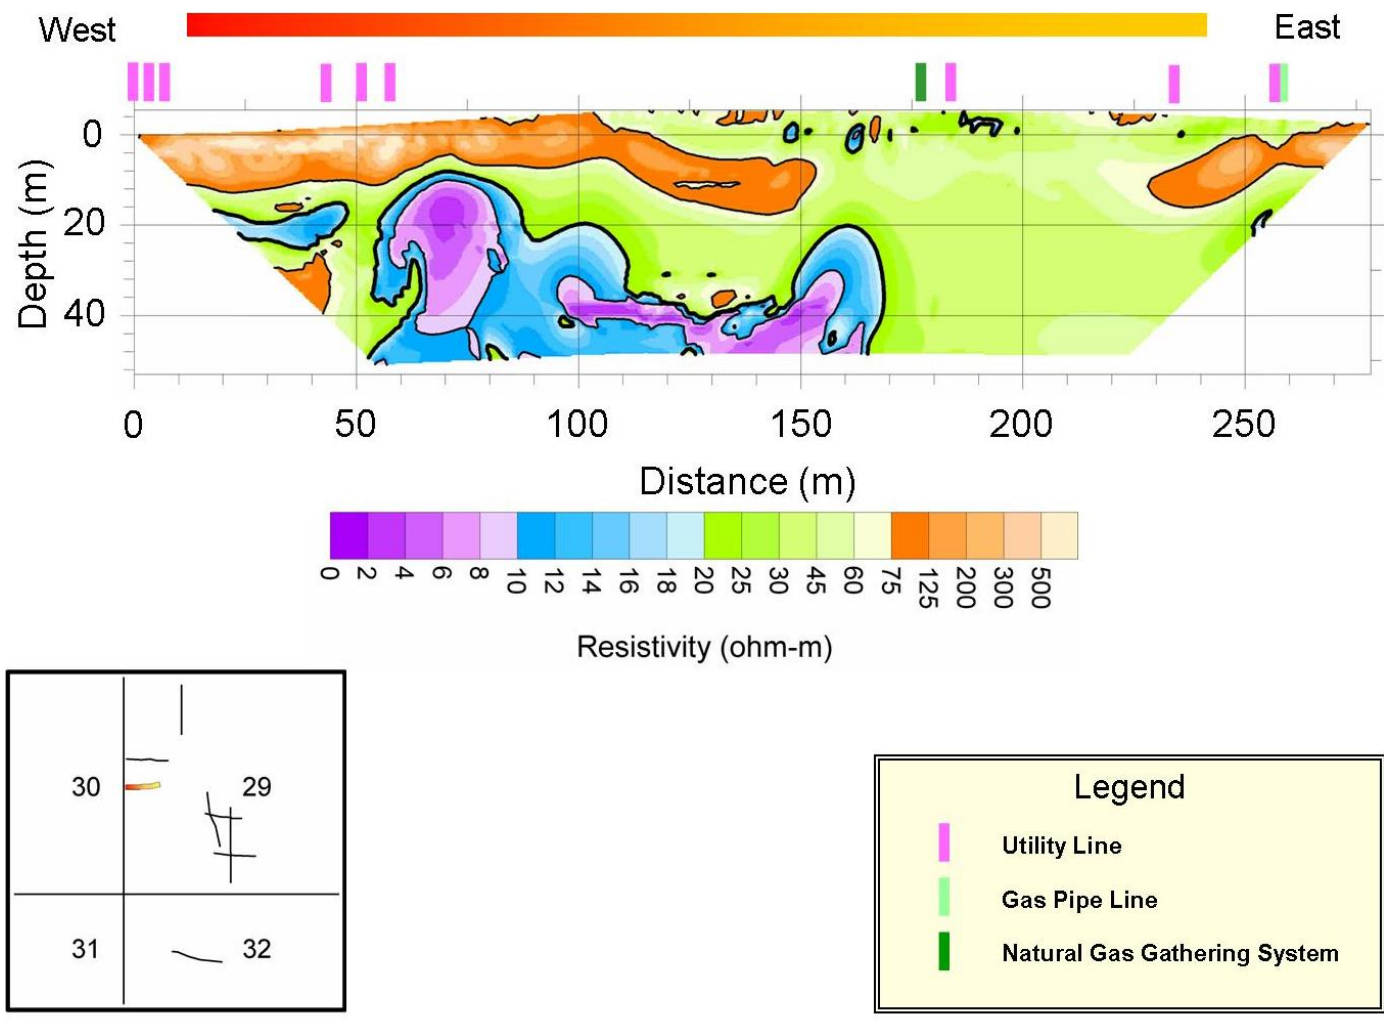 West
East
0
20
40
Depth (m)
0 50 100 150 200 250
Distance (m)
0 2 4 6 8 10 12 14 16 18 20 25 30 45 60 75 125 200 300 500
Resistivity (ohm-m)
30 29
31 32
Legend
Utility Line
Gas Pipe Line
Natural Gas Gathering System